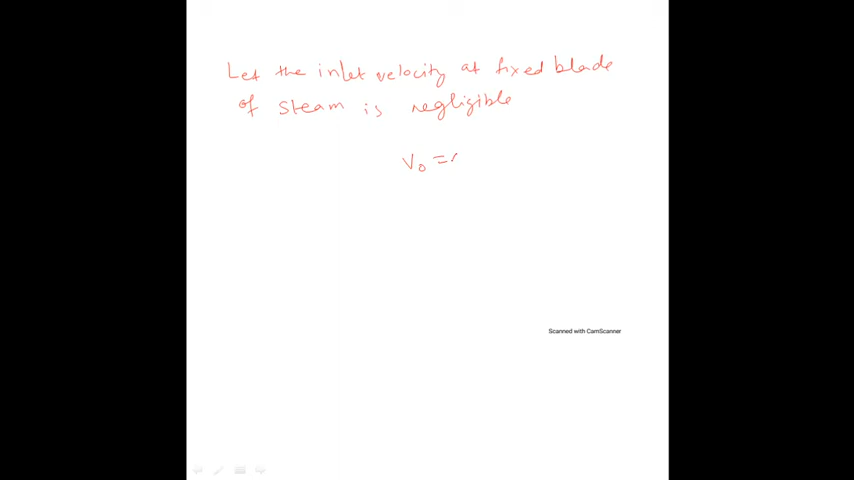 Let the inlet velocity at fixed blade
of steam is negligible
V₀ =
Scanned with CamScanner